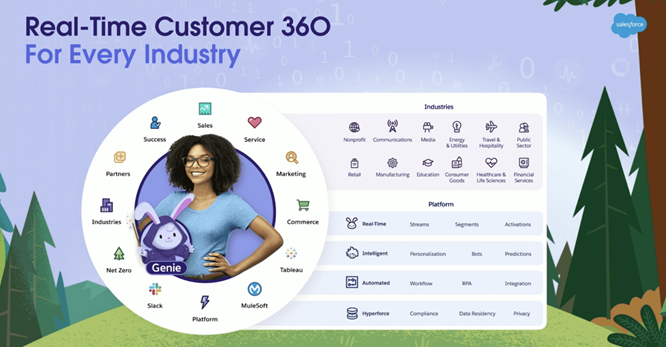 Real-Time Customer 360
For Every Industry
salesforce
Sales
Success
Service
Partners
Marketing
Industries
Commerce
Genie
Net Zero
Tableau
Slack
MuleSoft
Platform
Industries
Nonprofit Communications Media Energy & Utilities Travel & Hospitality Public Sector
Retail Manufacturing Education Consumer Goods Healthcare & Life Sciences Financial Services
Platform
Real-Time Streams Segments Activations
Intelligent Personalization Bots Predictions
Automated Workflow RPA Integration
Hyperforce Compliance Data Residency Privacy